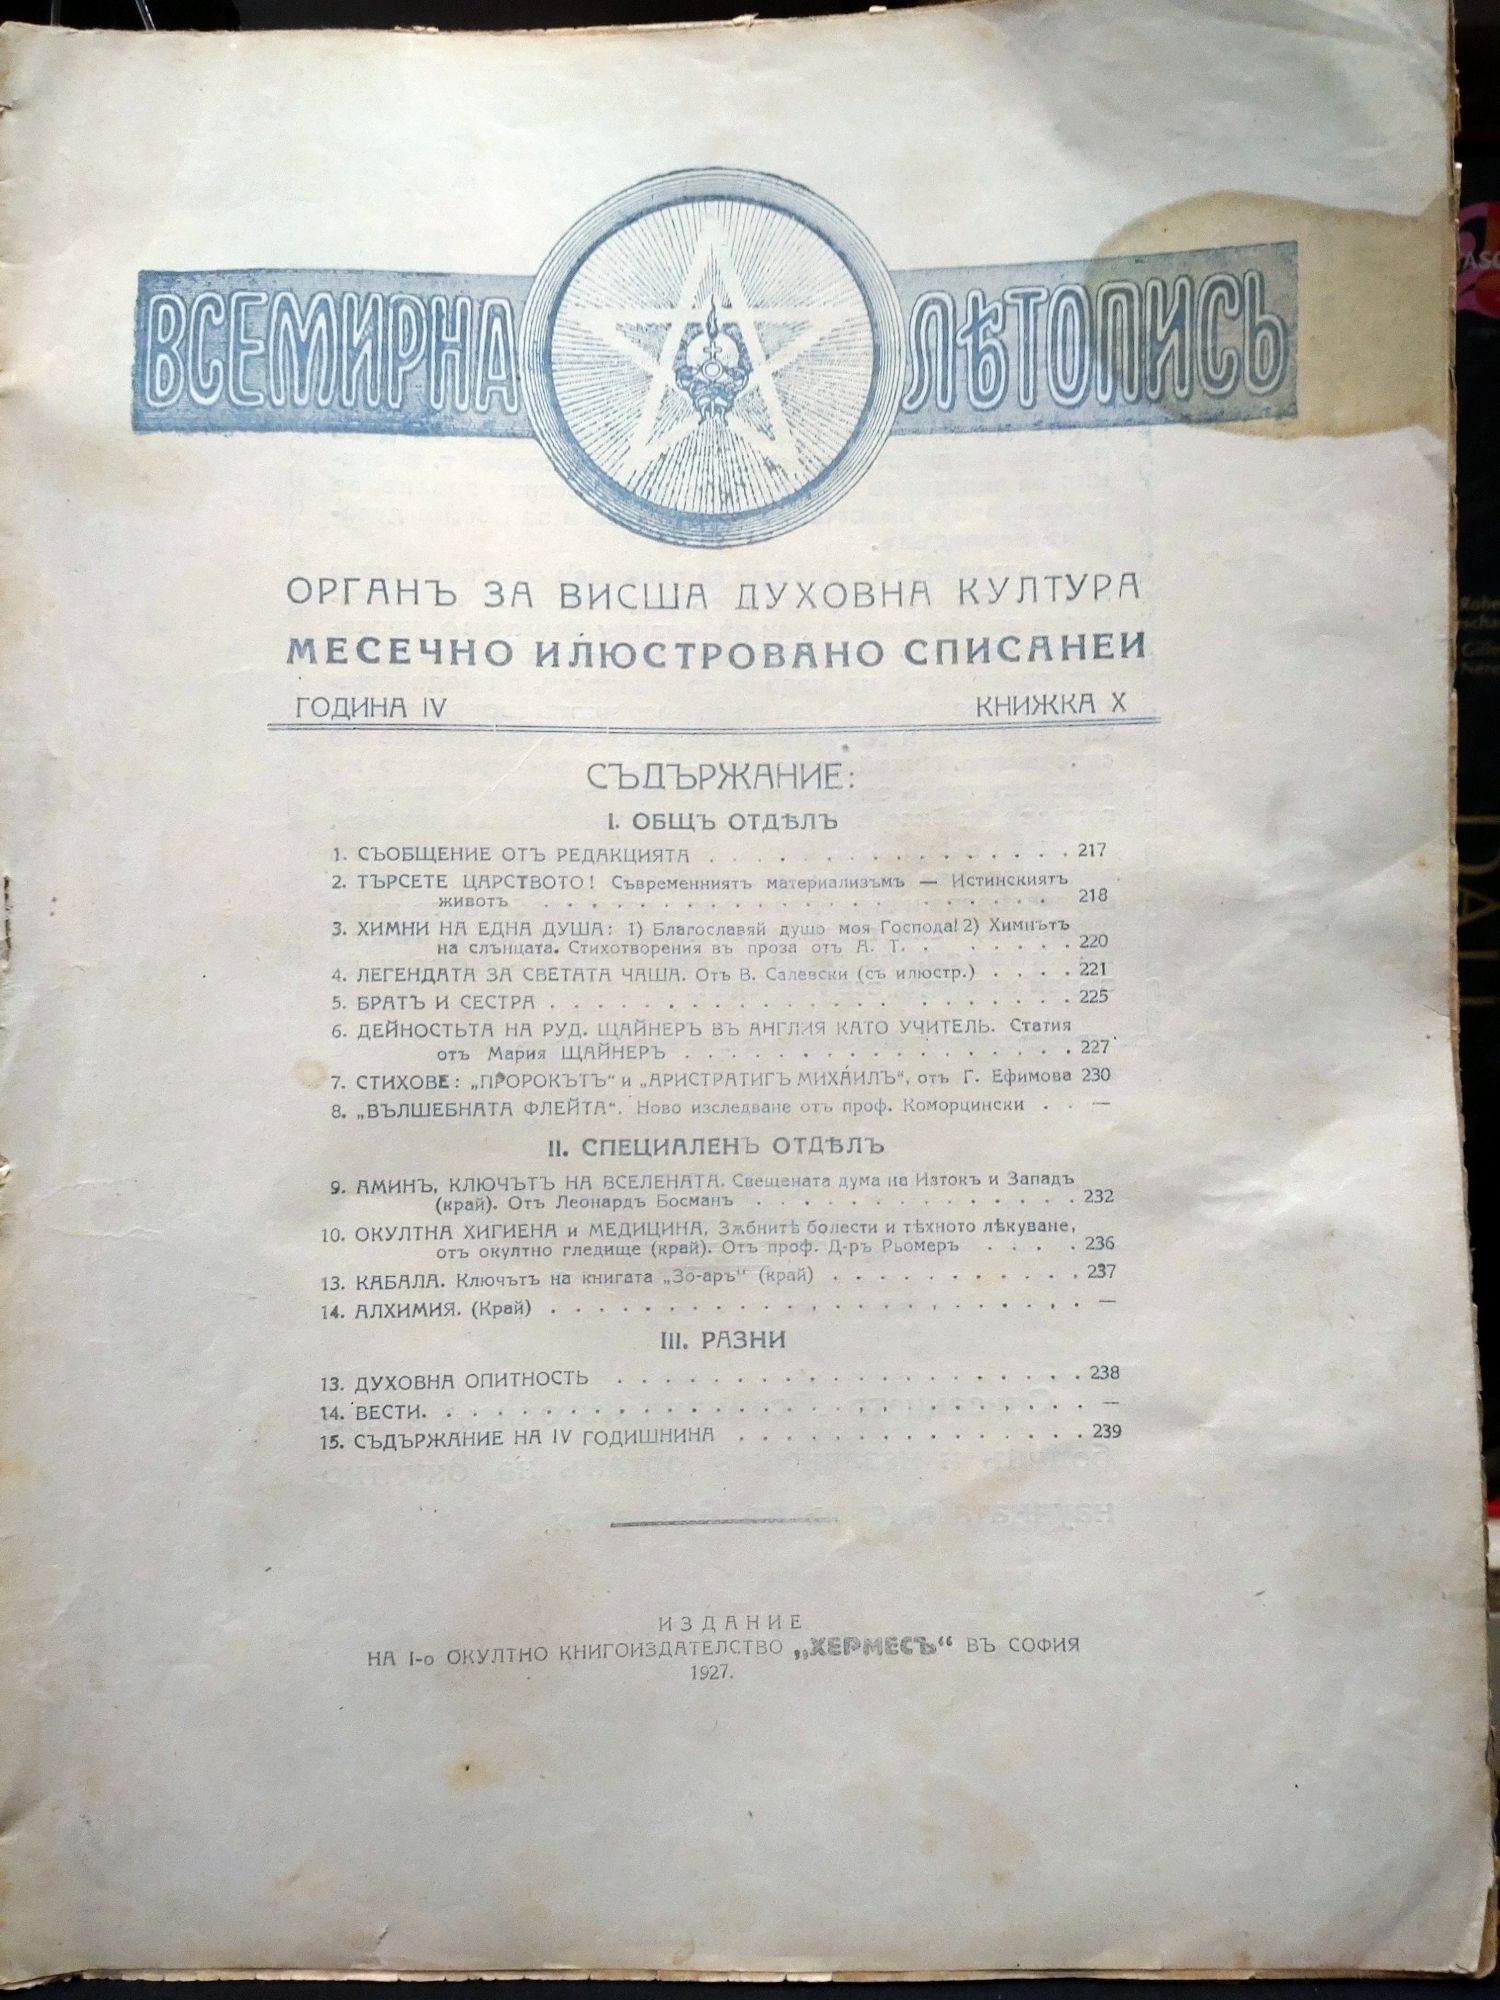 ВСЕМИРНА ЛѢТОПИСЬ
ОРГАНЪ ЗА ВИСША ДУХОВНА КУЛТУРА
МЕСЕЧНО ИЛЮСТРОВАНО СПИСАНЕИ
ГОДИНА IV КНИЖКА X
СЪДЪРЖАНИЕ:
I. ОБЩЪ ОТДѢЛЪ
1. СЪОБЩЕНИЕ ОТЪ РЕДАКЦИЯТА . . . . . . . . . . . . . . . . 217
2. ТЪРСЕТЕ ЦАРСТВОТО! Съвременниятъ материализъмъ — Истинскиятъ
животъ . . . . . . . . . . . . . . . . . . . . . . 218
3. ХИМНИ НА ЕДНА ДУША: 1) Благославяй душо моя Господа! 2) Химнътъ
на слънцата. Стихотворения въ проза отъ А. Т. . . . . . . . 220
4. ЛЕГЕНДАТА ЗА СВЕТАТА ЧАША. Отъ В. Салевски (съ илюстр.) . . . . 221
5. БРАТЪ И СЕСТРА . . . . . . . . . . . . . . . . . . . . . . 225
6. ДЕЙНОСТЬТА НА РУД. ЩАЙНЕРЪ ВЪ АНГЛИЯ КАТО УЧИТЕЛЬ. Статия
отъ Мария ЩАЙНЕРЪ . . . . . . . . . . . . . . . . . 227
7. СТИХОВЕ: „ПРОРОКЪТЪ“ и „АРИСТРАТИГЪ МИХАИЛЪ“, отъ Г. Ефимова 230
8. „ВЪЛШЕБНАТА ФЛЕЙТА“. Ново изследване отъ проф. Коморцински . . —
II. СПЕЦИАЛЕНЪ ОТДѢЛЪ
9. АМИНЪ, КЛЮЧЪТЪ НА ВСЕЛЕНАТА. Свещената дума на Изтокъ и Западъ
(край). Отъ Леонардъ Босманъ . . . . . . . . . . . . . . 232
10. ОКУЛТНА ХИГИЕНА и МЕДИЦИНА. Зѫбнитѣ болести и тѣхното лѣкуване,
отъ окултно гледище (край). Отъ проф. Д-ръ Рьомеръ . . . . 236
13. КАБАЛА. Ключътъ на книгата „Зо-аръ“ (край) . . . . . . . . . . . 237
14. АЛХИМИЯ. (Край) . . . . . . . . . . . . . . . . . . . . . . —
III. РАЗНИ
13. ДУХОВНА ОПИТНОСТЬ . . . . . . . . . . . . . . . . . . . . 238
14. ВЕСТИ. . . . . . . . . . . . . . . . . . . . . . . . . . . —
15. СЪДЪРЖАНИЕ НА IV ГОДИШНИНА . . . . . . . . . . . . . . . 239
ИЗДАНИЕ
НА I-о ОКУЛТНО КНИГОИЗДАТЕЛСТВО „ХЕРМЕСЪ“ ВЪ СОФИЯ
1927.